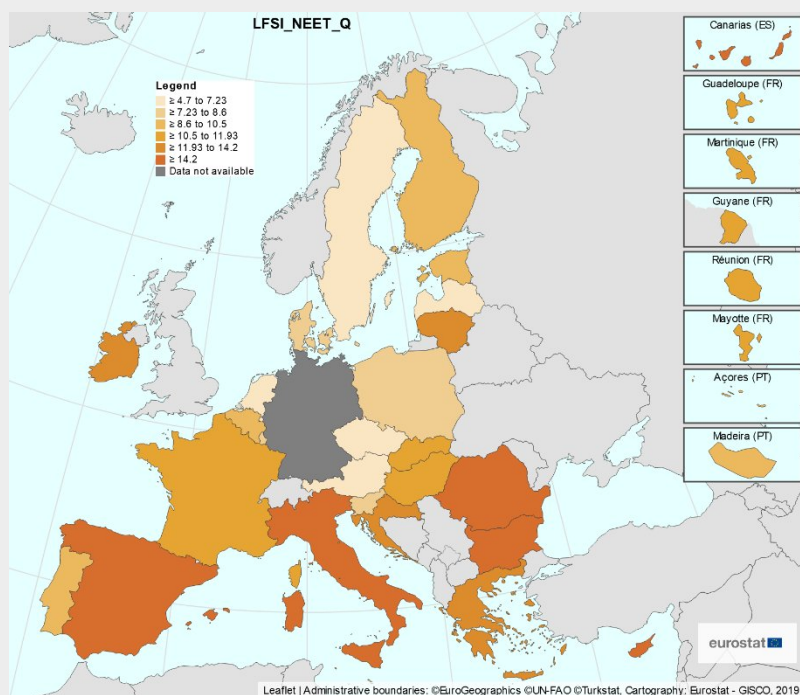 LFSI_NEET_Q
Legend
≥ 4.7 to 7.23
≥ 7.23 to 8.6
≥ 8.6 to 10.5
≥ 10.5 to 11.93
≥ 11.93 to 14.2
≥ 14.2
Data not available
Canarias (ES)
Guadeloupe (FR)
Martinique (FR)
Guyane (FR)
Réunion (FR)
Mayotte (FR)
Açores (PT)
Madeira (PT)
eurostat
Leaflet | Administrative boundaries: ©EuroGeographics ©UN-FAO ©Turkstat, Cartography: Eurostat - GISCO, 2019